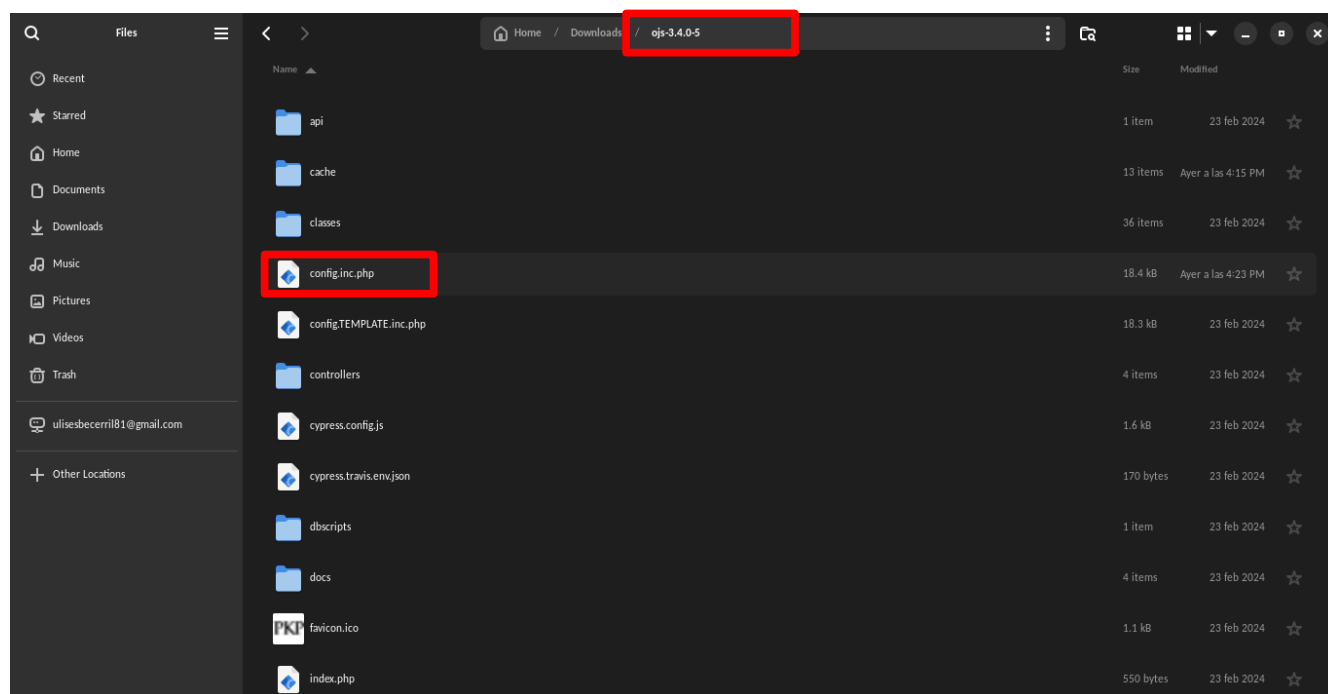 Files
Home / Downloads / ojs-3.4.0-5
Recent
Starred
Home
Documents
Downloads
Music
Pictures
Videos
Trash
ulisesbecerril81@gmail.com
Other Locations
Name Size Modified
api 1 item 23 feb 2024
cache 13 items Ayer a las 4:15 PM
classes 36 items 23 feb 2024
config.inc.php 18.4 kB Ayer a las 4:23 PM
config.TEMPLATE.inc.php 18.3 kB 23 feb 2024
controllers 4 items 23 feb 2024
cypress.config.js 1.6 kB 23 feb 2024
cypress.travis.env.json 170 bytes 23 feb 2024
dbscripts 1 item 23 feb 2024
docs 4 items 23 feb 2024
PKP favicon.ico 1.1 kB 23 feb 2024
index.php 550 bytes 23 feb 2024